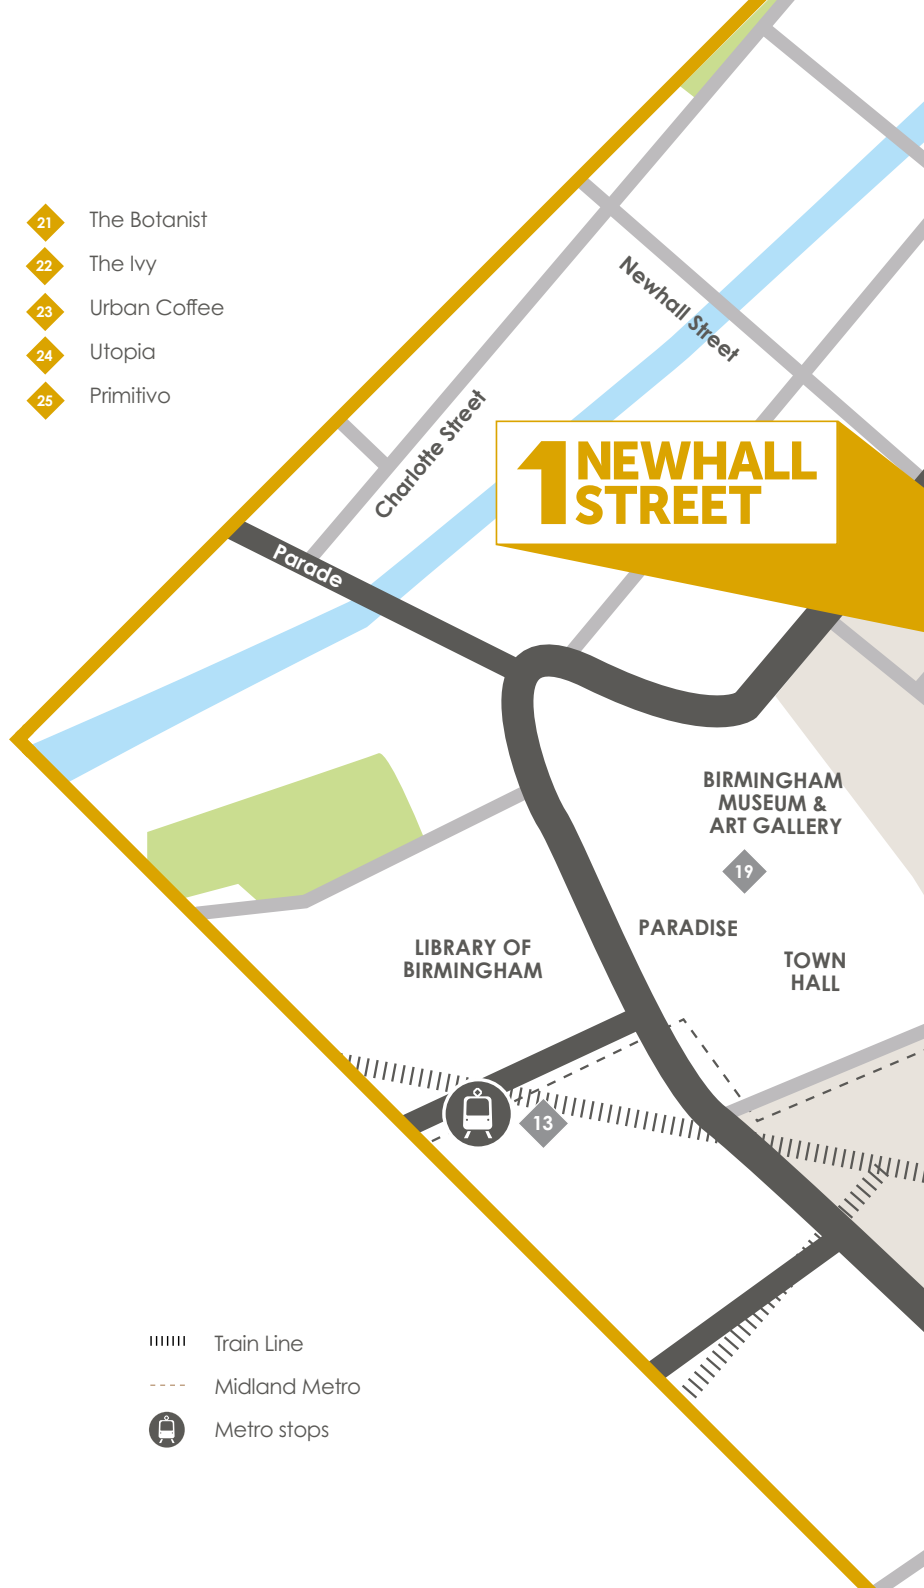 21 The Botanist
22 The Ivy
23 Urban Coffee
24 Utopia
25 Primitivo
Newhall Street
Charlotte Street
1 NEWHALL
STREET
Parade
BIRMINGHAM
MUSEUM &
ART GALLERY
19
PARADISE
LIBRARY OF
BIRMINGHAM
TOWN
HALL
13
Train Line
Midland Metro
Metro stops